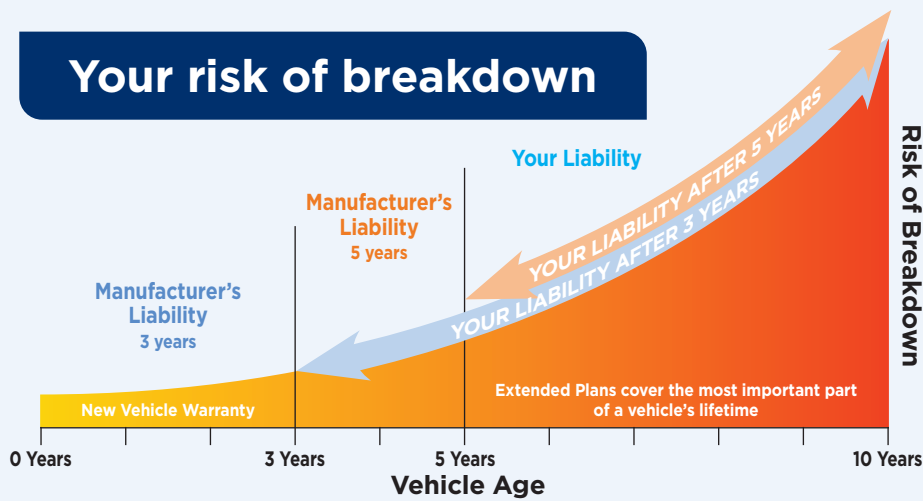 Your risk of breakdown
Your Liability
Manufacturer's
Liability
5 years
Manufacturer's
Liability
3 years
YOUR LIABILITY AFTER 5 YEARS
YOUR LIABILITY AFTER 3 YEARS
Risk of Breakdown
New Vehicle Warranty
Extended Plans cover the most important part
of a vehicle's lifetime
0 Years
3 Years
5 Years
10 Years
Vehicle Age